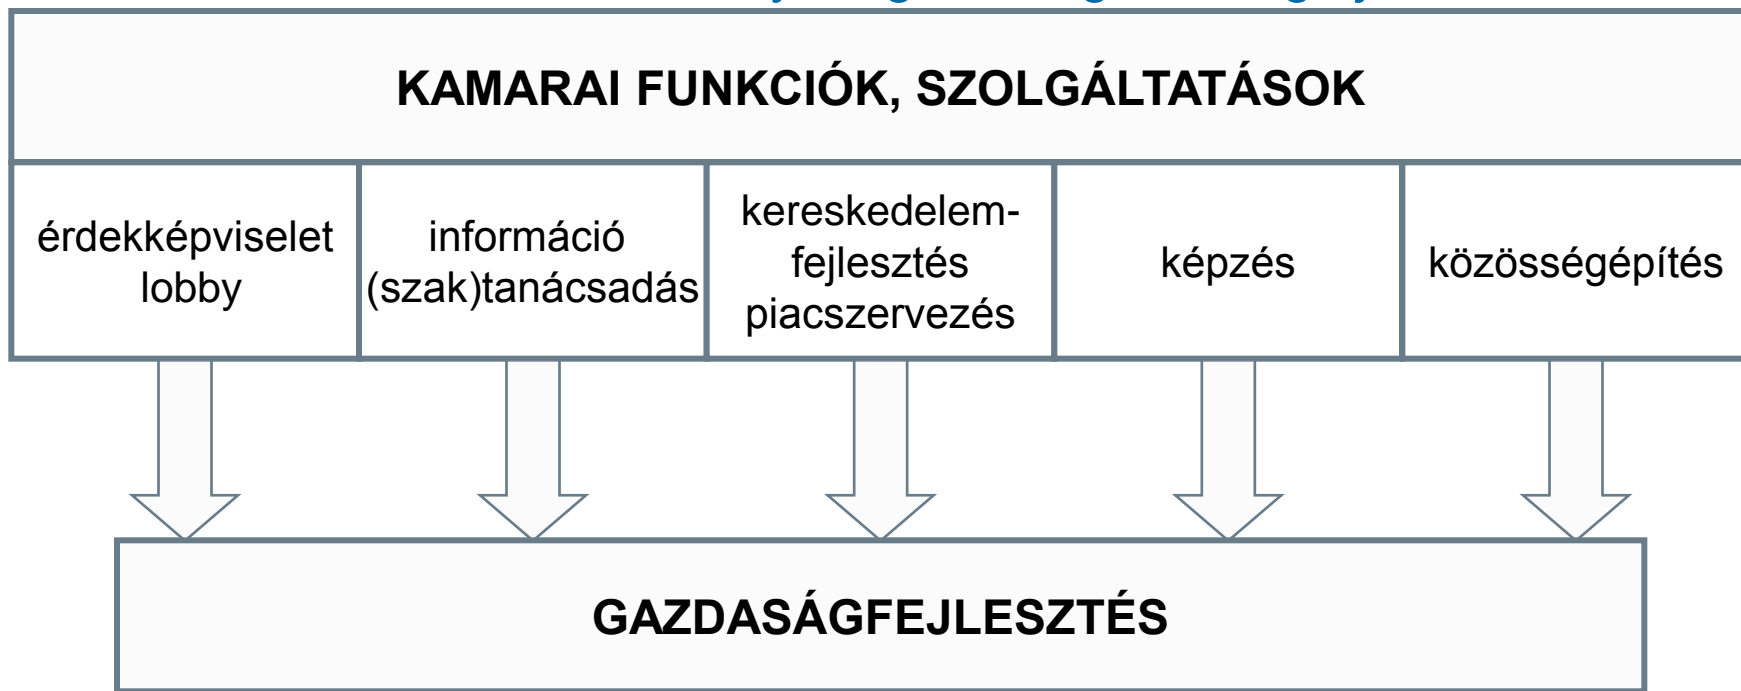 KAMARAI FUNKCIÓK, SZOLGÁLTATÁSOK
érdekképviselet
lobby
információ
(szak)tanácsadás
kereskedelem-
fejlesztés
piacszervezés
képzés
közösségépítés
GAZDASÁGFEJLESZTÉS